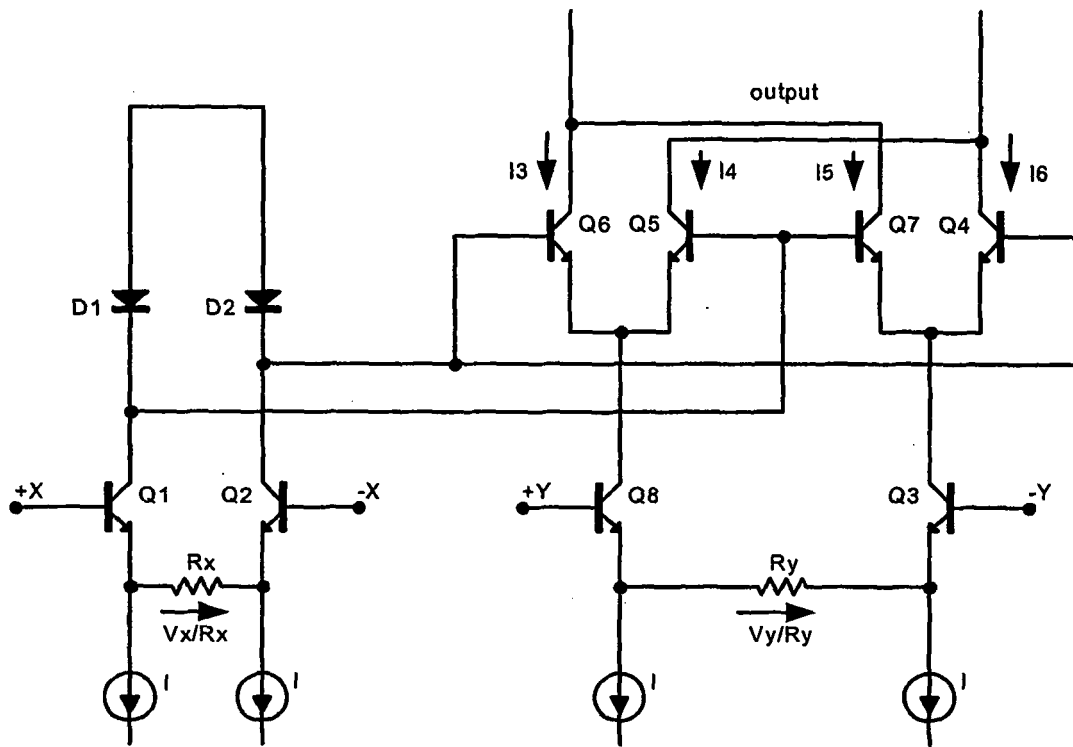 output
I3
I4
I5
I6
Q6
Q5
Q7
Q4
D1
D2
+X
Q1
Q2
-X
+Y
Q8
Q3
-Y
Rx
Ry
Vx/Rx
Vy/Ry
I
I
I
I